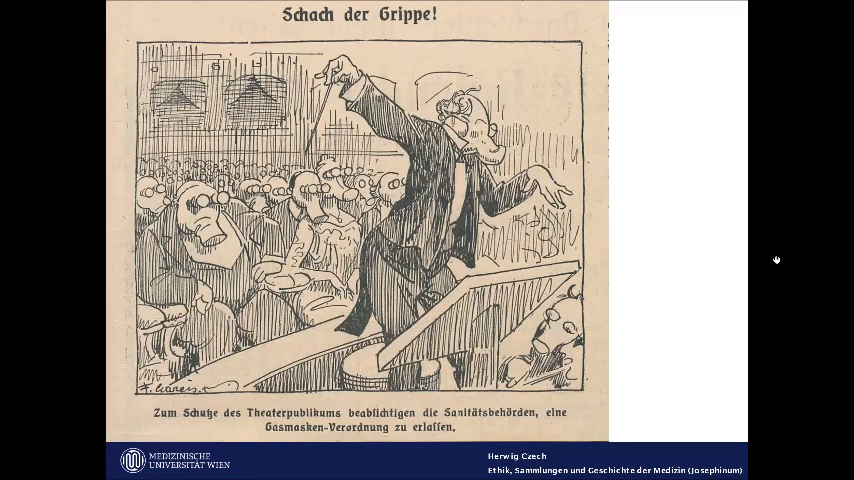 Schach der Grippe!
Zum Schutze des Theaterpublikums beabsichtigen die Sanitätsbehörden, eine
Gasmasken-Verordnung zu erlassen.
MEDIZINISCHE
UNIVERSITÄT WIEN
Herwig Czech
Ethik, Sammlungen und Geschichte der Medizin (Josephinum)